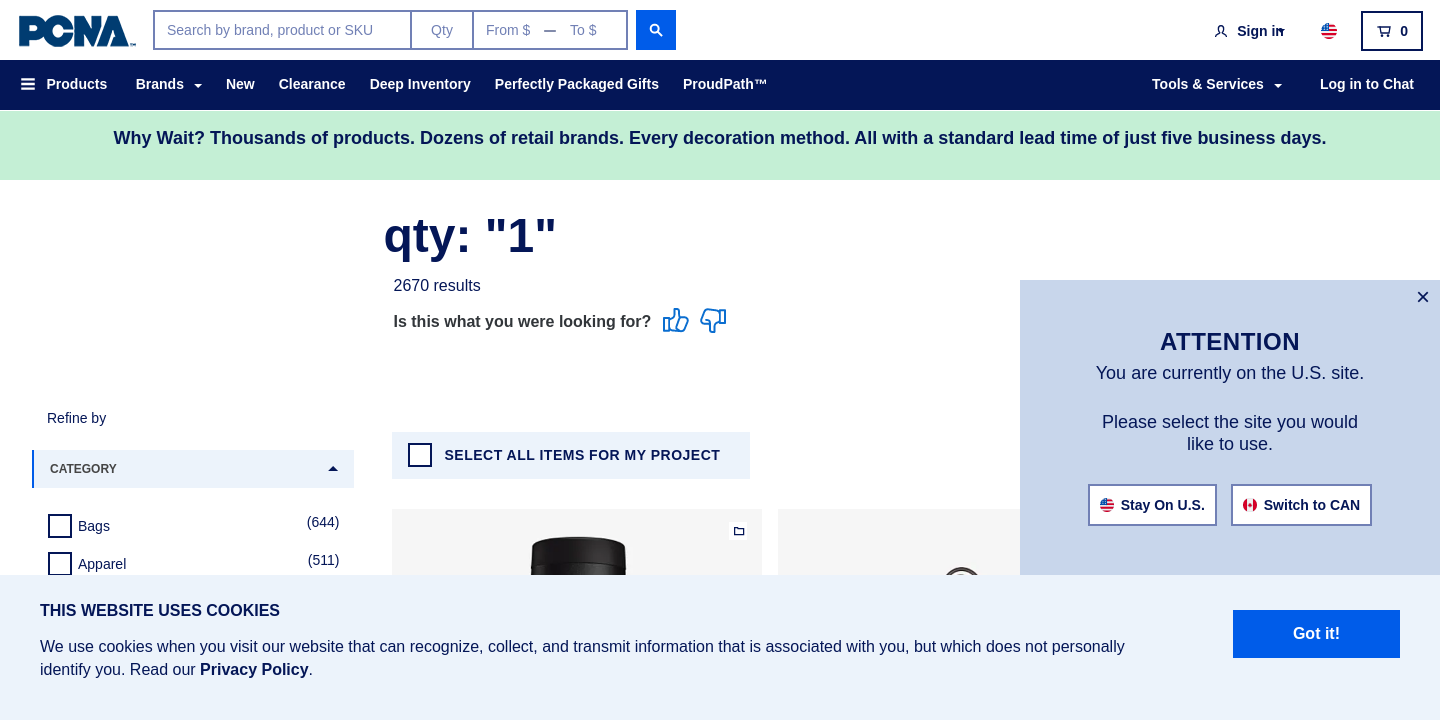 PCNA
Search by brand, product or SKU
Qty
From $ — To $
Sign in
0
Products
Brands
New
Clearance
Deep Inventory
Perfectly Packaged Gifts
ProudPath™
Tools & Services
Log in to Chat
Why Wait? Thousands of products. Dozens of retail brands. Every decoration method. All with a standard lead time of just five business days.
qty: "1"
2670 results
Is this what you were looking for?
Refine by
CATEGORY
Bags (644)
Apparel (511)
SELECT ALL ITEMS FOR MY PROJECT
×
ATTENTION
You are currently on the U.S. site.
Please select the site you would
like to use.
Stay On U.S.
Switch to CAN
THIS WEBSITE USES COOKIES
We use cookies when you visit our website that can recognize, collect, and transmit information that is associated with you, but which does not personally
identify you. Read our Privacy Policy.
Got it!